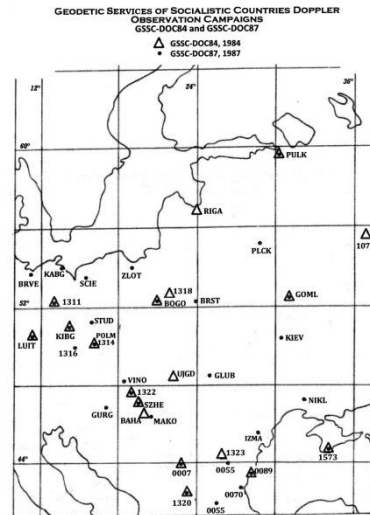 GEODETIC SERVICES OF SOCIALISTIC COUNTRIES DOPPLER
OBSERVATION CAMPAIGNS
GSSC-DOC84 and GSSC-DOC87
GSSC-DOC84, 1984
GSSC-DOC87, 1987
12°
24°
36°
60°
PULK
RIGA
PLCK
107
KABG
ZLOT
BRVE
SCIE
1318
GOML
52°
1311
BOGO
BRST
STUD
KIBG
POLM
LUIT
1314
KIEV
1316
UJGD
GLUB
VINO
1322
NIKL
SZHE
GURG
BAHA
MAKO
IZMA
1323
1573
44°
0007
0055
0089
0070
1320
0055